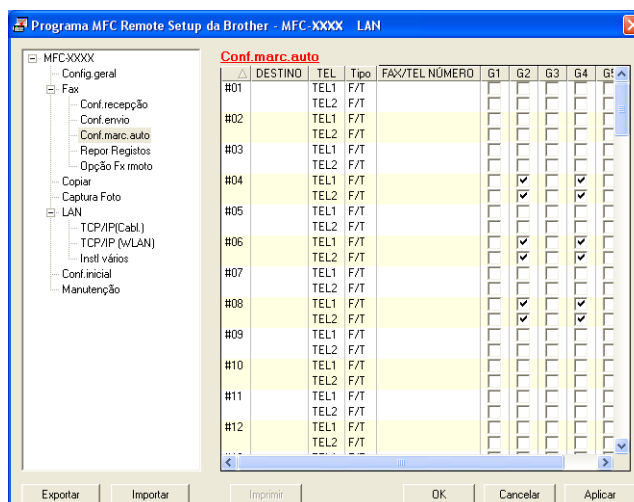 Programa MFC Remote Setup da Brother - MFC-XXXX LAN
MFC-XXXX
Config.geral
Fax
Conf.recepção
Conf.envio
Conf.marc.auto
Repor Registos
Opção Fx rmoto
Copiar
Captura Foto
LAN
TCP/IP(Cabl.)
TCP/IP (WLAN)
Instl vários
Conf.inicial
Manutenção
Conf.marc.auto
DESTINO TEL Tipo FAX/TEL NÚMERO G1 G2 G3 G4 G5
#01 TEL1 F/T
TEL2 F/T
#02 TEL1 F/T
TEL2 F/T
#03 TEL1 F/T
TEL2 F/T
#04 TEL1 F/T
TEL2 F/T
#05 TEL1 F/T
TEL2 F/T
#06 TEL1 F/T
TEL2 F/T
#07 TEL1 F/T
TEL2 F/T
#08 TEL1 F/T
TEL2 F/T
#09 TEL1 F/T
TEL2 F/T
#10 TEL1 F/T
TEL2 F/T
#11 TEL1 F/T
TEL2 F/T
#12 TEL1 F/T
TEL2 F/T
Exportar Importar Imprimir OK Cancelar Aplicar